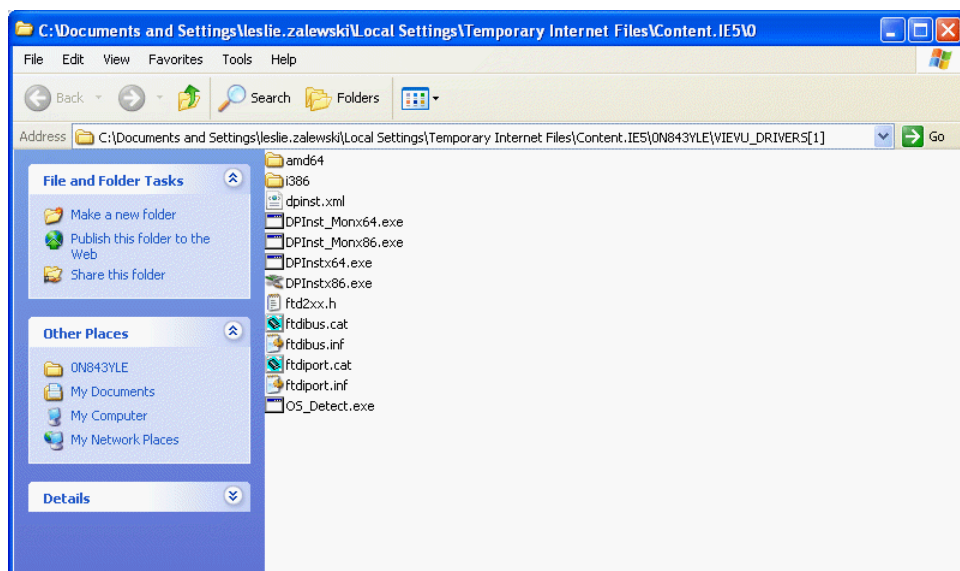 C:\Documents and Settings\leslie.zalewski\Local Settings\Temporary Internet Files\Content.IE5\0
File Edit View Favorites Tools Help
Back Search Folders
Address C:\Documents and Settings\leslie.zalewski\Local Settings\Temporary Internet Files\Content.IE5\0N843YLE\VIEVU_DRIVERS[1] Go
File and Folder Tasks
Make a new folder
Publish this folder to the
Web
Share this folder
Other Places
0N843YLE
My Documents
My Computer
My Network Places
Details
amd64
i386
dpinst.xml
DPInst_Monx64.exe
DPInst_Monx86.exe
DPInstx64.exe
DPInstx86.exe
ftd2xx.h
ftdibus.cat
ftdibus.inf
ftdiport.cat
ftdiport.inf
OS_Detect.exe